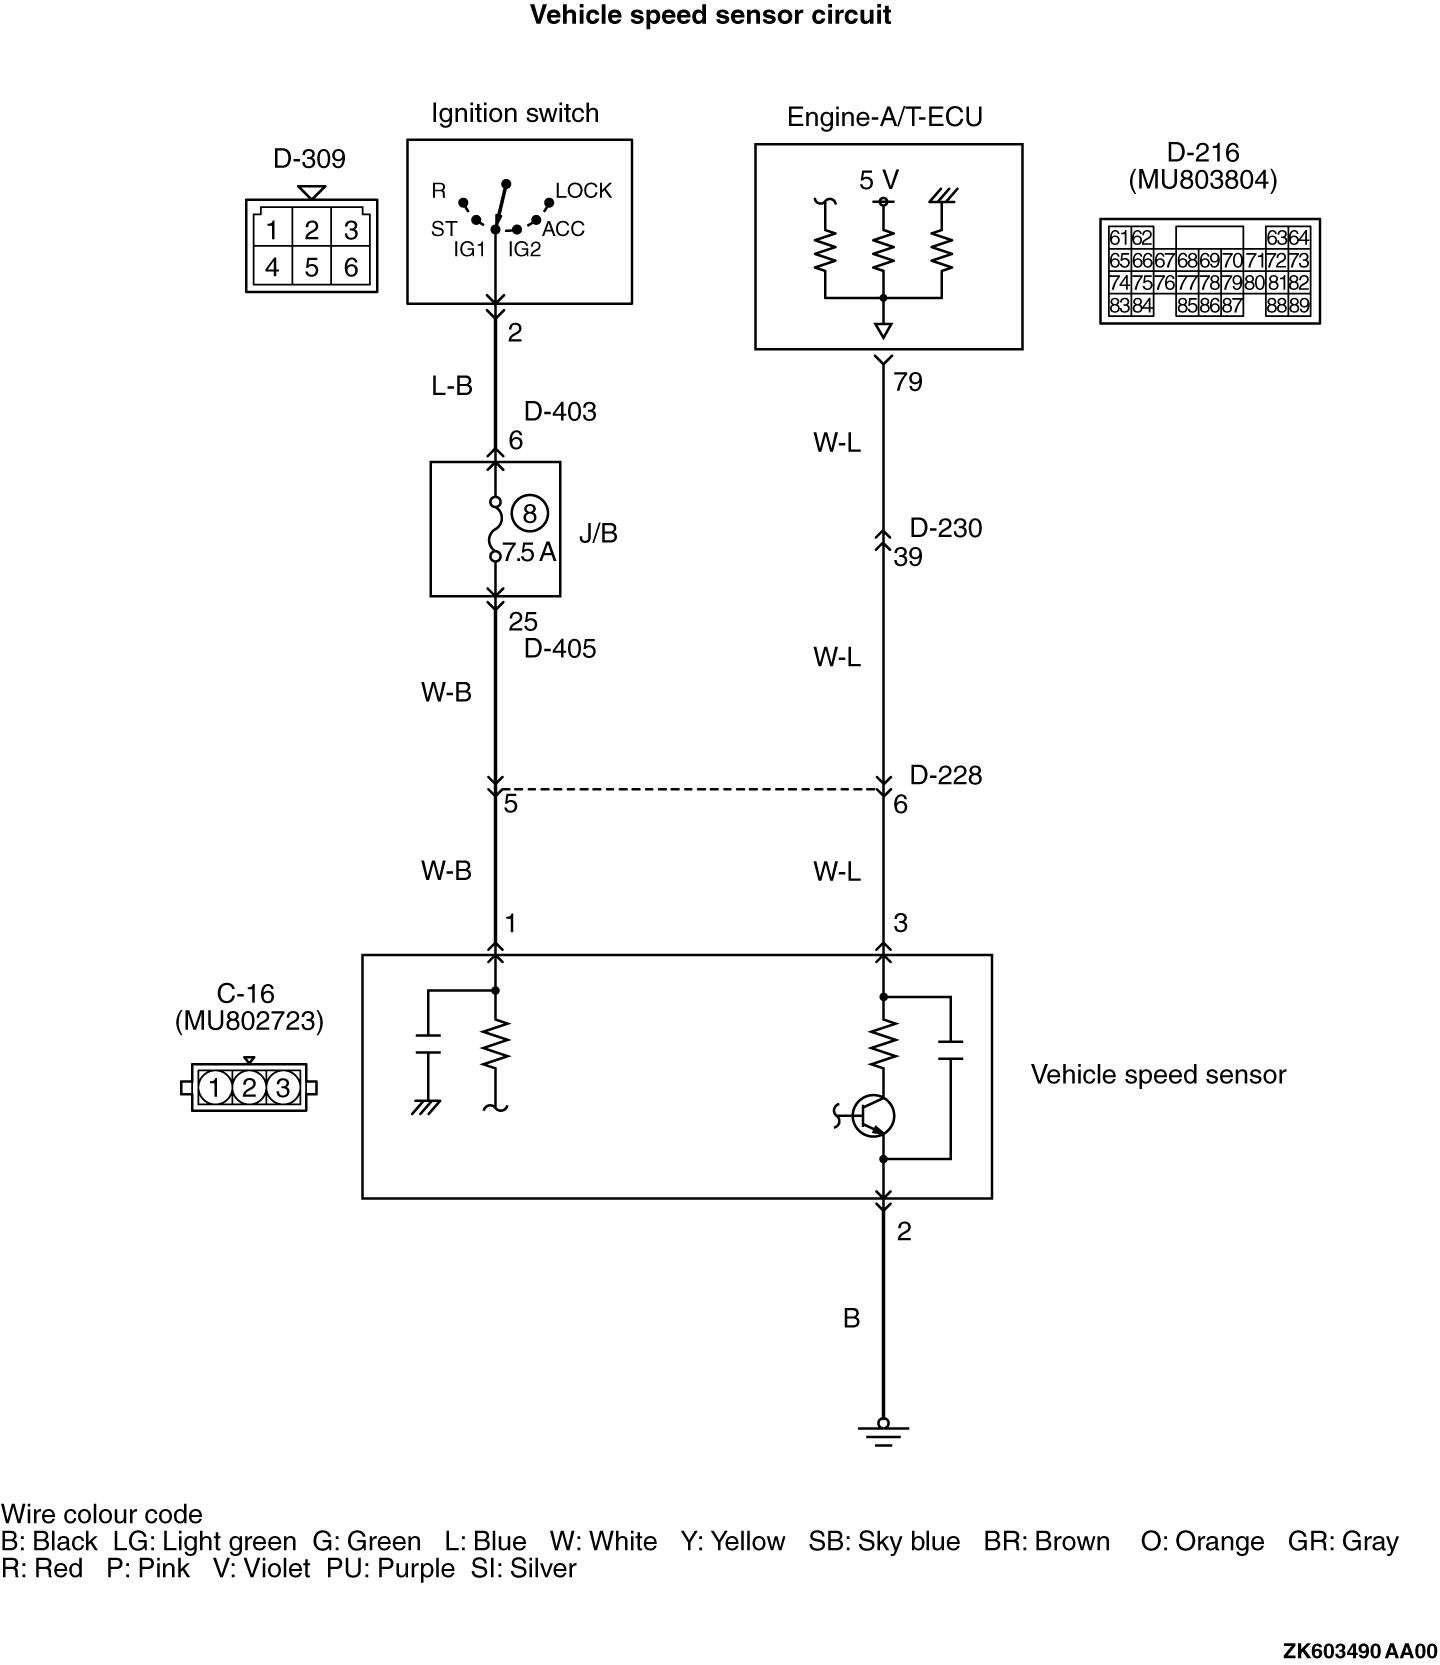 Vehicle speed sensor circuit
Ignition switch
Engine-A/T-ECU
D-309
1 2 3
4 5 6
R
LOCK
ST
ACC
IG1 IG2
5 V
D-216
(MU803804)
61 62 63 64
65 66 67 68 69 70 71 72 73
74 75 76 77 78 79 80 81 82
83 84 85 86 87 88 89
2
79
L-B
D-403
6
W-L
8
7.5 A
J/B
D-230
39
25
D-405
W-B
W-L
D-228
5
6
W-B
W-L
1
3
C-16
(MU802723)
1 2 3
Vehicle speed sensor
2
B
Wire colour code
B: Black LG: Light green G: Green L: Blue W: White Y: Yellow SB: Sky blue BR: Brown O: Orange GR: Gray
R: Red P: Pink V: Violet PU: Purple SI: Silver
ZK603490 AA00